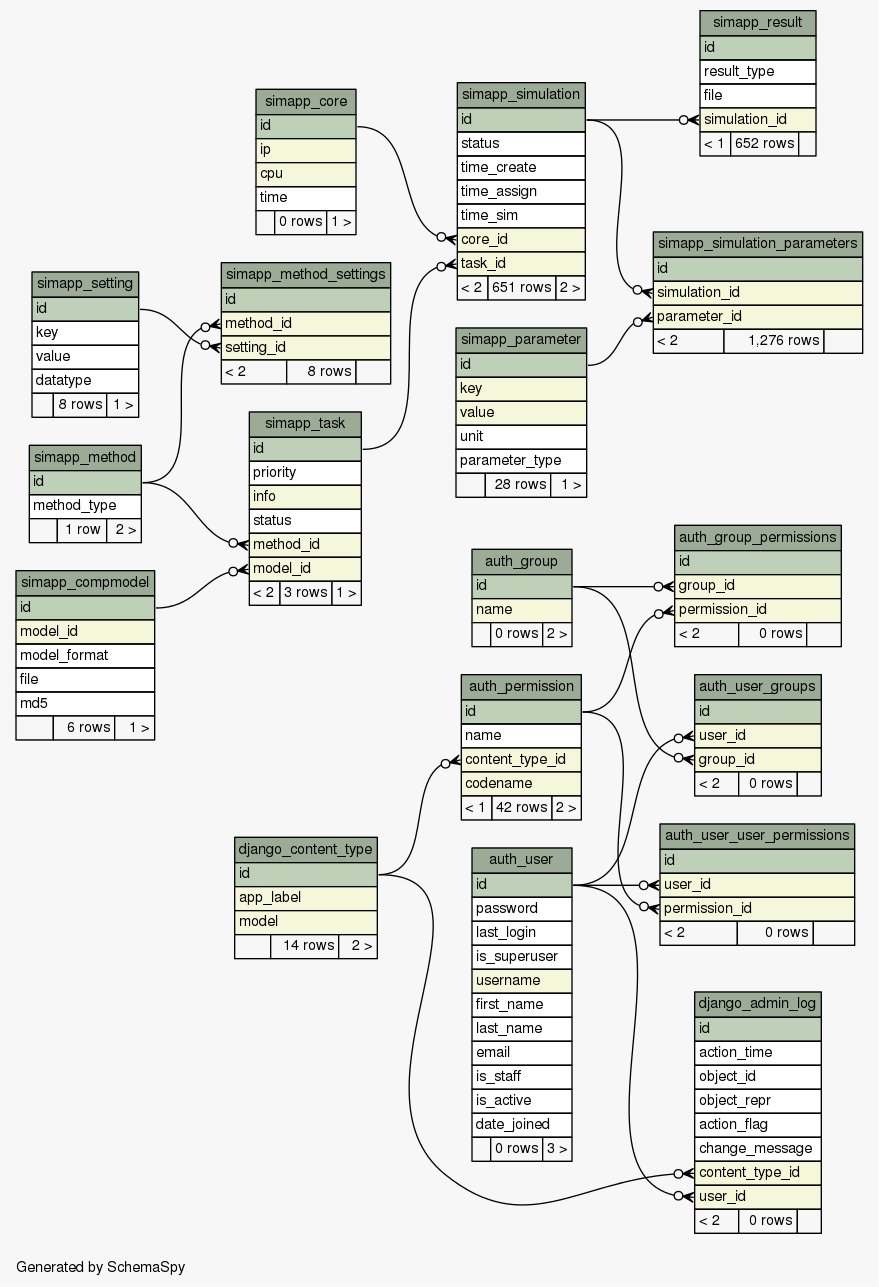 simapp_result
id
result_type
file
simulation_id
< 1 652 rows
simapp_simulation
id
status
time_create
time_assign
time_sim
core_id
task_id
< 2 651 rows 2 >
simapp_core
id
ip
cpu
time
0 rows 1 >
simapp_simulation_parameters
id
simulation_id
parameter_id
< 2 1,276 rows
simapp_method_settings
id
method_id
setting_id
< 2 8 rows
simapp_setting
id
key
value
datatype
8 rows 1 >
simapp_parameter
id
key
value
unit
parameter_type
28 rows 1 >
simapp_task
id
priority
info
status
method_id
model_id
< 2 3 rows 1 >
simapp_method
id
method_type
1 row 2 >
simapp_compmodel
id
model_id
model_format
file
md5
6 rows 1 >
auth_group_permissions
id
group_id
permission_id
< 2 0 rows
auth_group
id
name
0 rows 2 >
auth_permission
id
name
content_type_id
codename
< 1 42 rows 2 >
auth_user_groups
id
user_id
group_id
< 2 0 rows
auth_user_user_permissions
id
user_id
permission_id
< 2 0 rows
django_content_type
id
app_label
model
14 rows 2 >
auth_user
id
password
last_login
is_superuser
username
first_name
last_name
email
is_staff
is_active
date_joined
0 rows 3 >
django_admin_log
id
action_time
object_id
object_repr
action_flag
change_message
content_type_id
user_id
< 2 0 rows
Generated by SchemaSpy